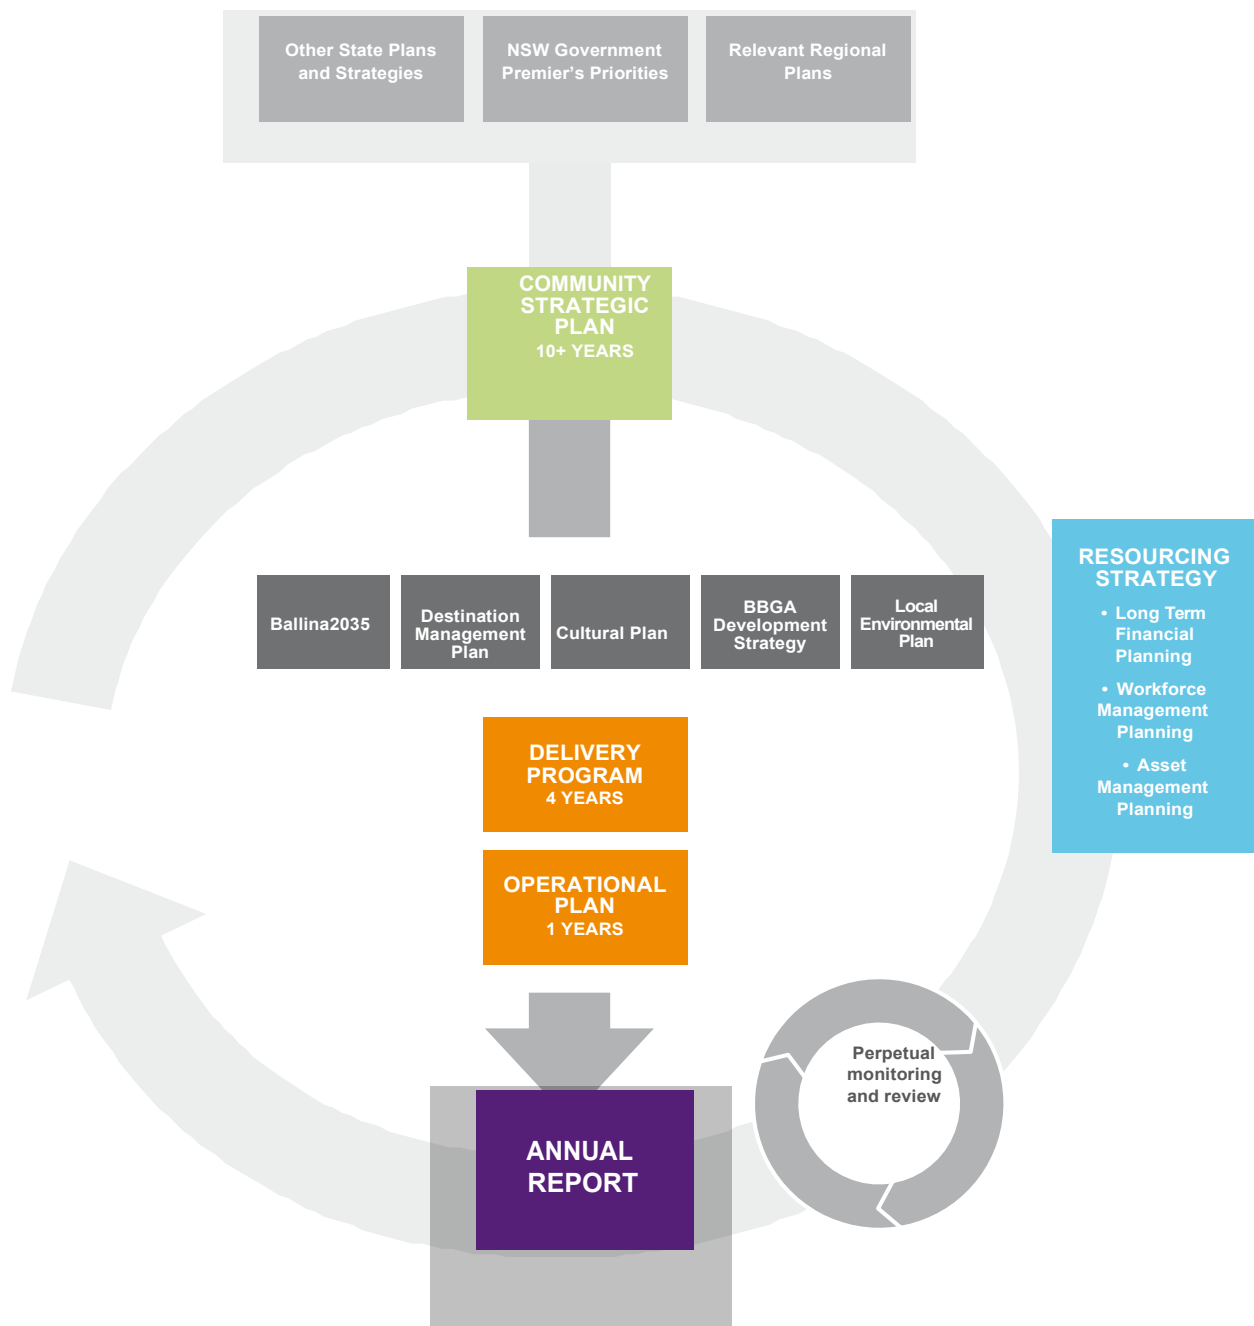 Other State Plans
and Strategies
NSW Government
Premier’s Priorities
Relevant Regional
Plans
COMMUNITY
STRATEGIC
PLAN
10+ YEARS
RESOURCING
STRATEGY
• Long Term
Financial
Planning
• Workforce
Management
Planning
• Asset
Management
Planning
Ballina2035
Destination
Management
Plan
Cultural Plan
BBGA
Development
Strategy
Local
Environmental
Plan
DELIVERY
PROGRAM
4 YEARS
OPERATIONAL
PLAN
1 YEARS
Perpetual
monitoring
and review
ANNUAL
REPORT